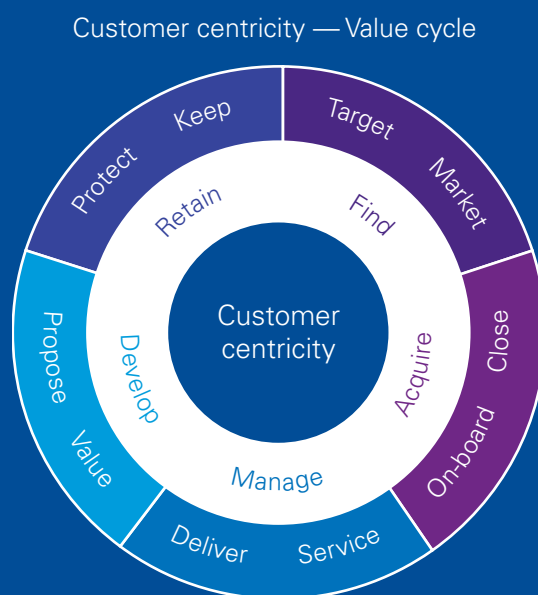 Customer centricity — Value cycle
Target
Market
Close
On-board
Service
Deliver
Value
Propose
Protect
Keep
Find
Acquire
Manage
Develop
Retain
Customer
centricity